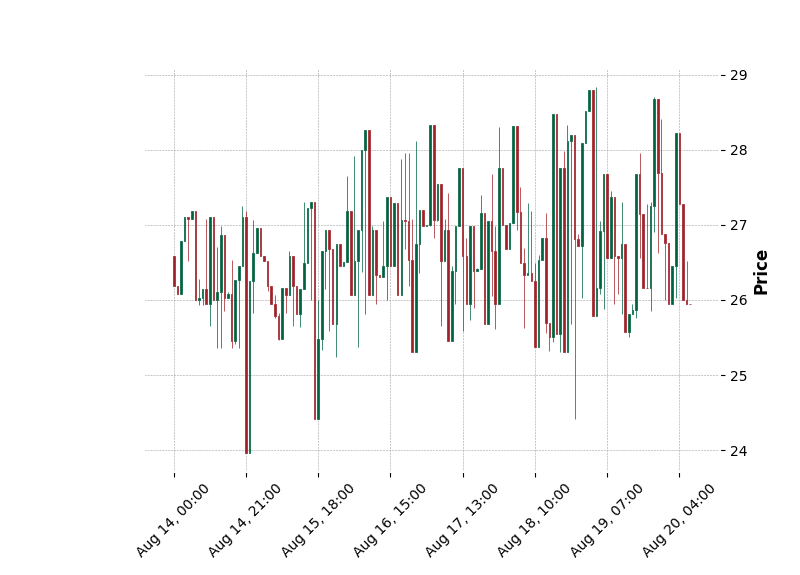 29
28
27
26
25
24
Price
Aug 14, 00:00
Aug 14, 21:00
Aug 15, 18:00
Aug 16, 15:00
Aug 17, 13:00
Aug 18, 10:00
Aug 19, 07:00
Aug 20, 04:00